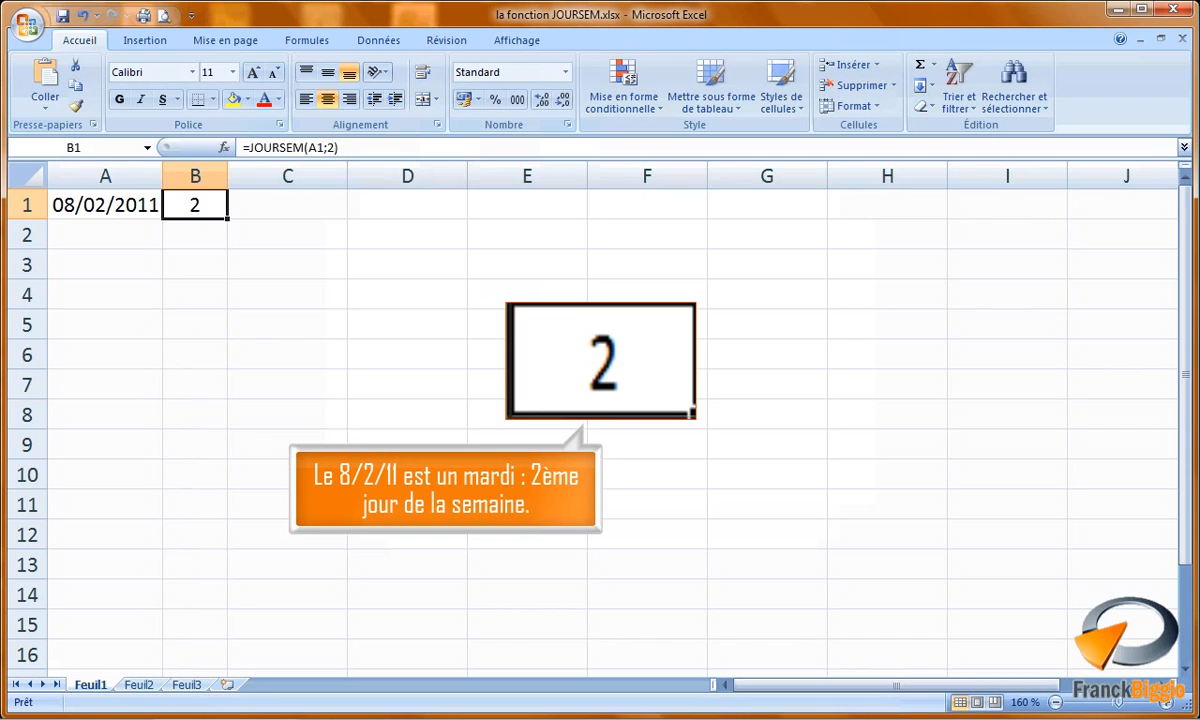 la fonction JOURSEM.xlsx - Microsoft Excel
Accueil Insertion Mise en page Formules Données Révision Affichage
Coller
Presse-papiers
Calibri 11
G I S
Police
Alignement
Standard
% 000
Nombre
Mise en forme conditionnelle
Mettre sous forme de tableau
Styles de cellules
Style
Insérer
Supprimer
Format
Cellules
Σ
Trier et filtrer
Rechercher et sélectionner
Édition
B1 fx =JOURSEM(A1;2)
A B C D E F G H I J
1 08/02/2011 2
2
3
4
5
6
7
8
9
10
11
12
13
14
15
16
2
Le 8/2/11 est un mardi : 2ème
jour de la semaine.
FranckBiggio
Feuil1 Feuil2 Feuil3
Prêt 160 %